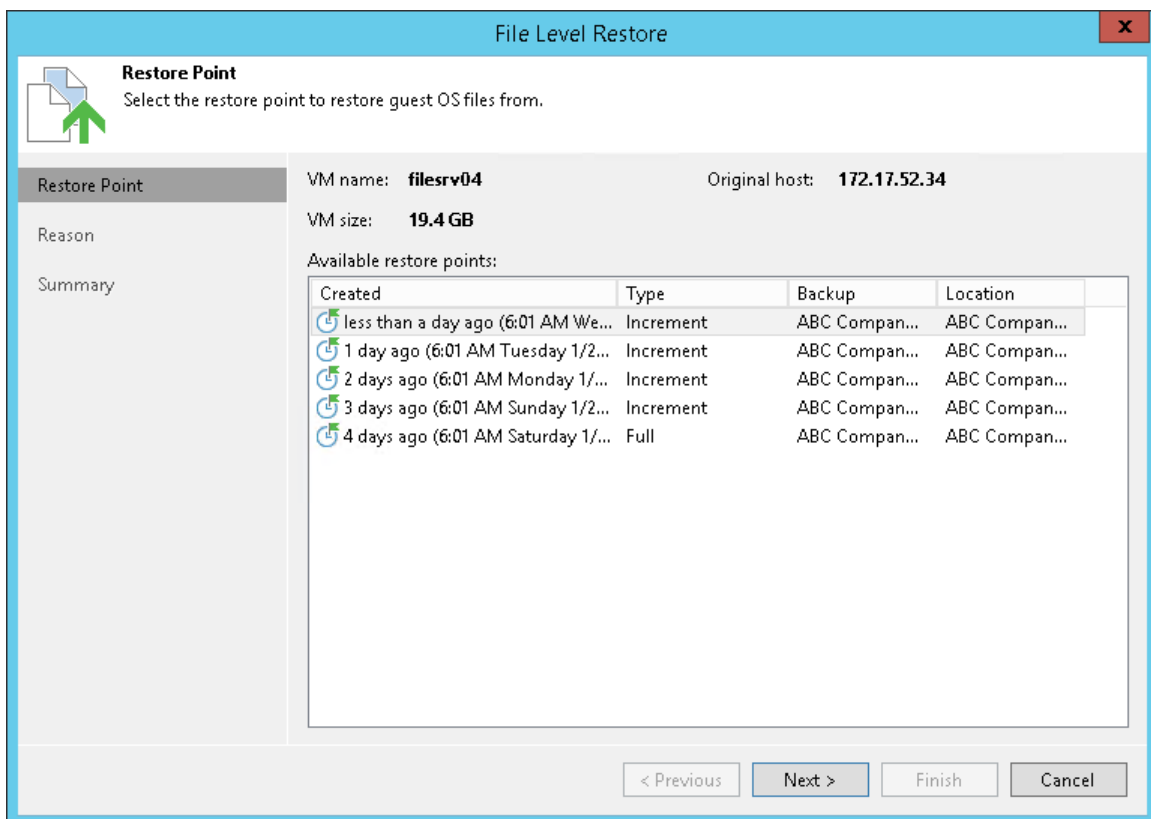 File Level Restore
x
Restore Point
Select the restore point to restore guest OS files from.
Restore Point
Reason
Summary
VM name: filesrv04 Original host: 172.17.52.34
VM size: 19.4 GB
Available restore points:
Created Type Backup Location
less than a day ago (6:01 AM We... Increment ABC Compan... ABC Compan...
1 day ago (6:01 AM Tuesday 1/2... Increment ABC Compan... ABC Compan...
2 days ago (6:01 AM Monday 1/... Increment ABC Compan... ABC Compan...
3 days ago (6:01 AM Sunday 1/2... Increment ABC Compan... ABC Compan...
4 days ago (6:01 AM Saturday 1/... Full ABC Compan... ABC Compan...
< Previous Next > Finish Cancel